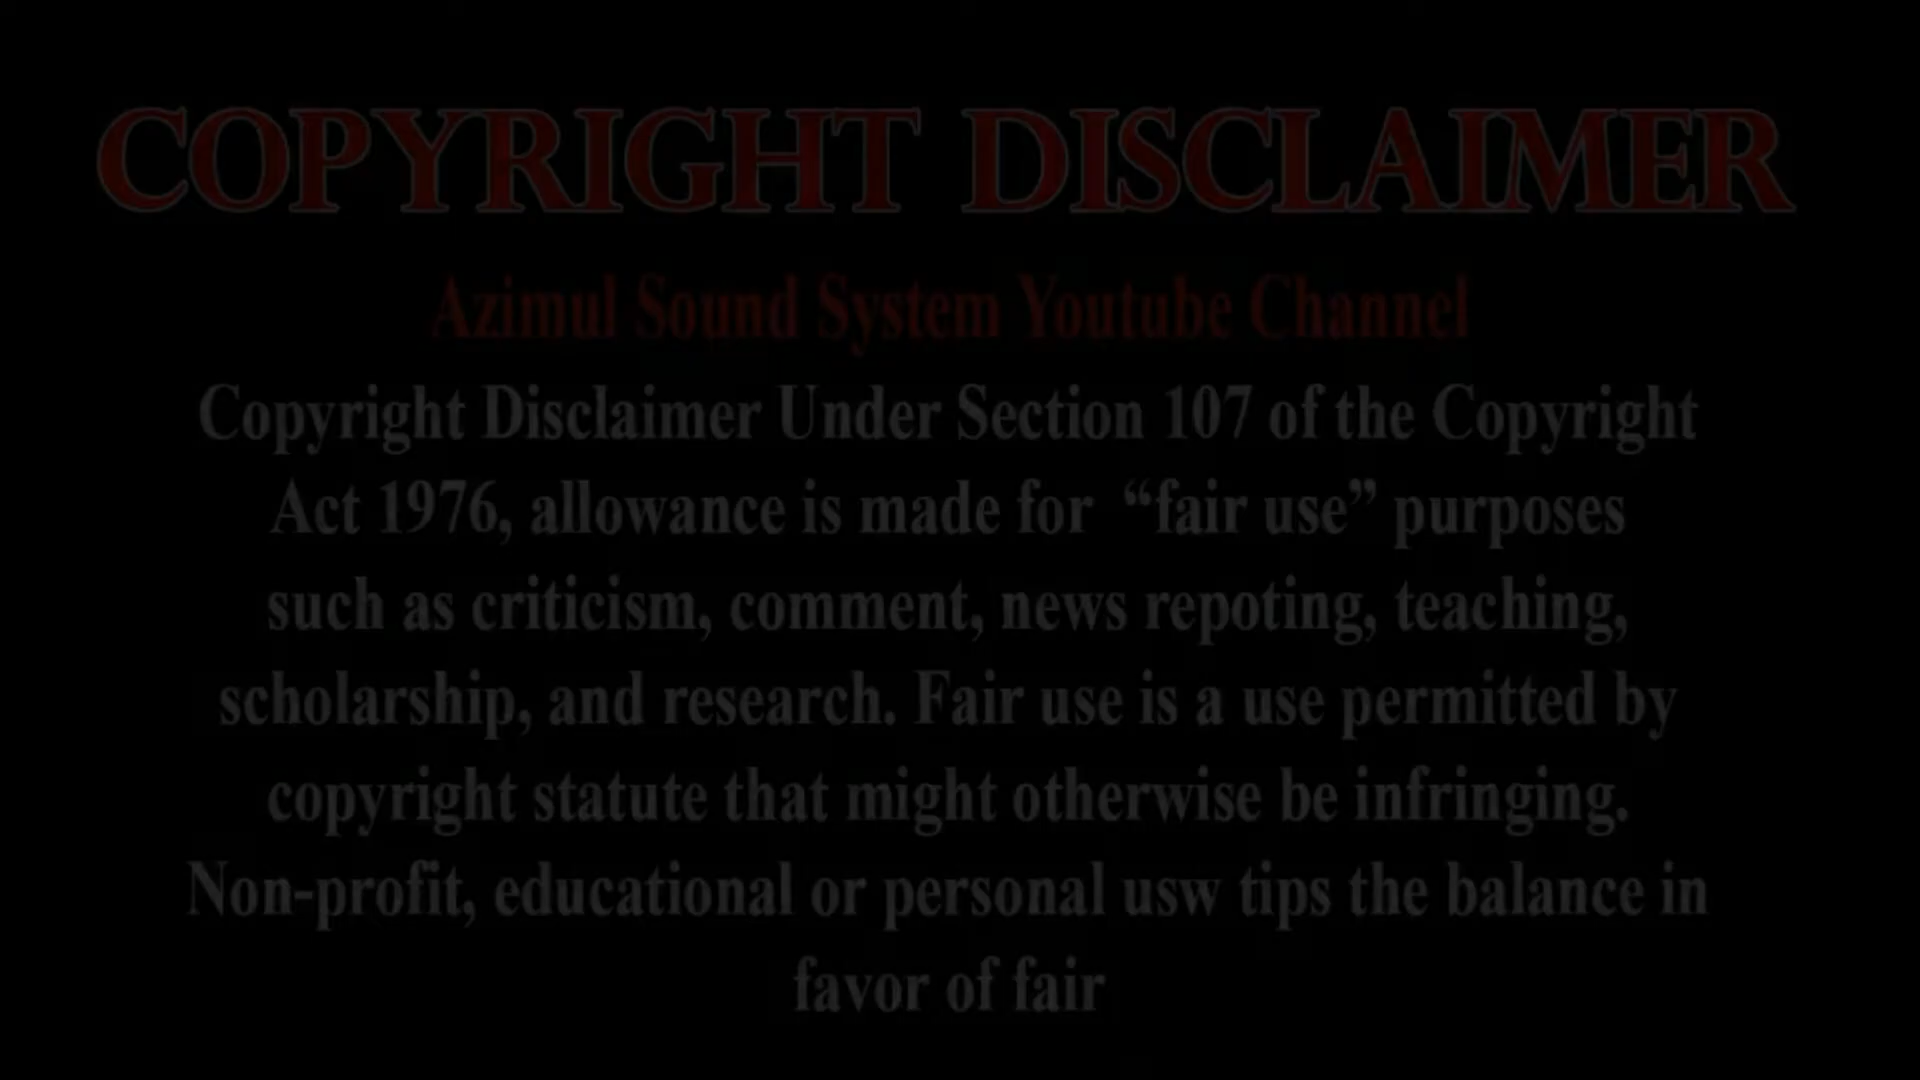 COPYRIGHT DISCLAIMER
Azimul Sound System Youtube Channel
Copyright Disclaimer Under Section 107 of the Copyright
Act 1976, allowance is made for “fair use” purposes
such as criticism, comment, news repoting, teaching,
scholarship, and research. Fair use is a use permitted by
copyright statute that might otherwise be infringing.
Non-profit, educational or personal usw tips the balance in
favor of fair